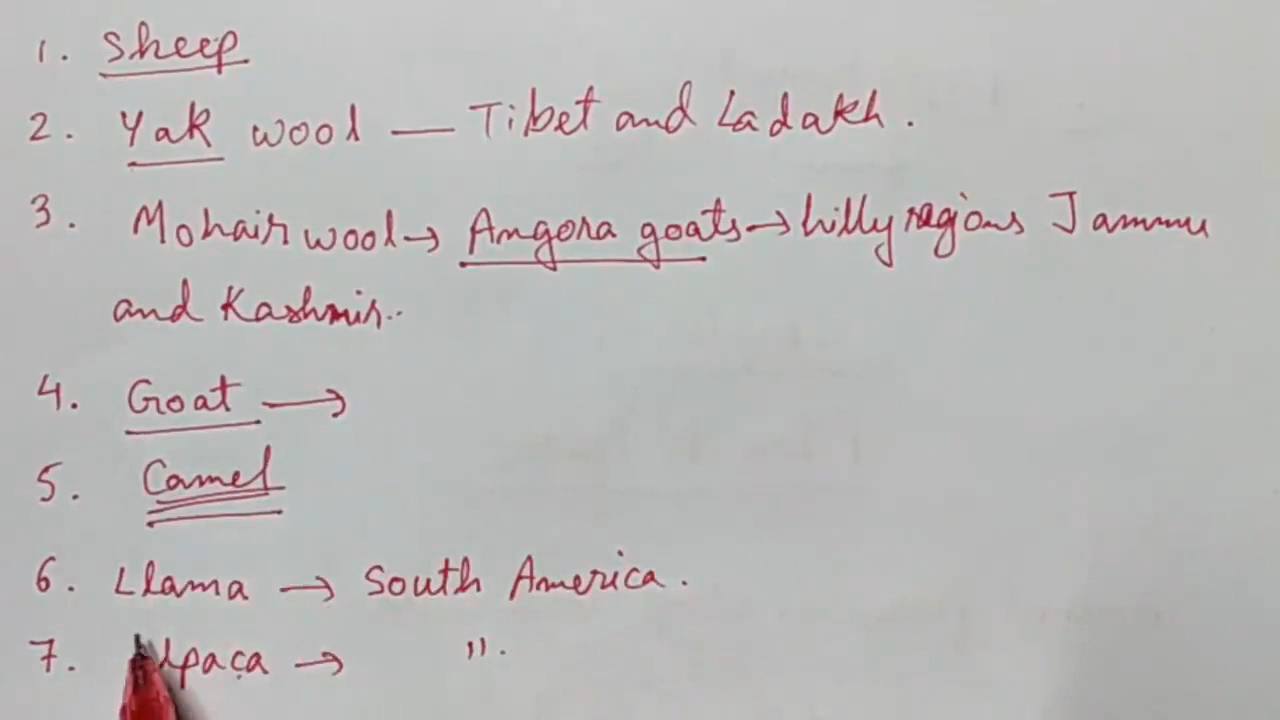 1. Sheep
2. Yak wool — Tibet and Ladakh.
3. Mohair wool → Angora goats → hilly regions Jammu
and Kashmir..
4. Goat →
5. Camel
6. Llama → South America.
7. Alpaca → ".